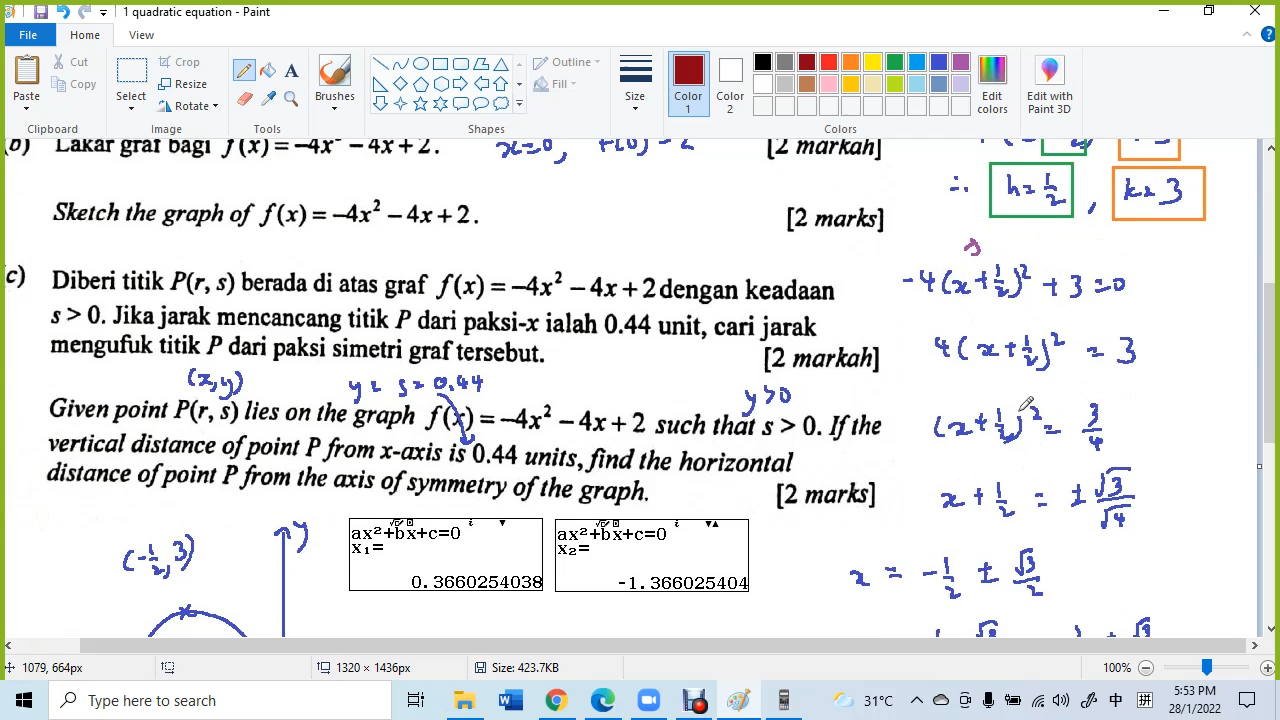 1 quadratic equation - Paint
File
Home
View
Paste
Cut
Copy
Clipboard
Select
Crop
Resize
Rotate
Image
Tools
Brushes
Outline
Fill
Shapes
Size
Color 1
Color 2
Edit colors
Edit with Paint 3D
Colors
(b) Lakar graf bagi f(x) = –4x² – 4x + 2. x=0, f(0) = 2 [2 markah]
Sketch the graph of f(x) = –4x² – 4x + 2. [2 marks]
∴ h = 1/2 , k = 3
(c) Diberi titik P(r, s) berada di atas graf f(x) = –4x² – 4x + 2 dengan keadaan
s > 0. Jika jarak mencancang titik P dari paksi-x ialah 0.44 unit, cari jarak
mengufuk titik P dari paksi simetri graf tersebut. [2 markah]
(x, y) y = s = 0.44 y > 0
Given point P(r, s) lies on the graph f(x) = –4x² – 4x + 2 such that s > 0. If the
vertical distance of point P from x-axis is 0.44 units, find the horizontal
distance of point P from the axis of symmetry of the graph. [2 marks]
-4(x + 1/2)² + 3 = 0
4(x + 1/2)² = 3
(x + 1/2)² = 3/4
x + 1/2 = ± √3/√4
x = -1/2 ± √3/2
(-1/2, 3)
y
ax²+bx+c=0
x₁=
0.3660254038
ax²+bx+c=0
x₂=
-1.366025404
1079, 664px
1320 × 1436px
Size: 423.7KB
100%
Type here to search
31°C
中
拼
5:53 PM
28/1/2022